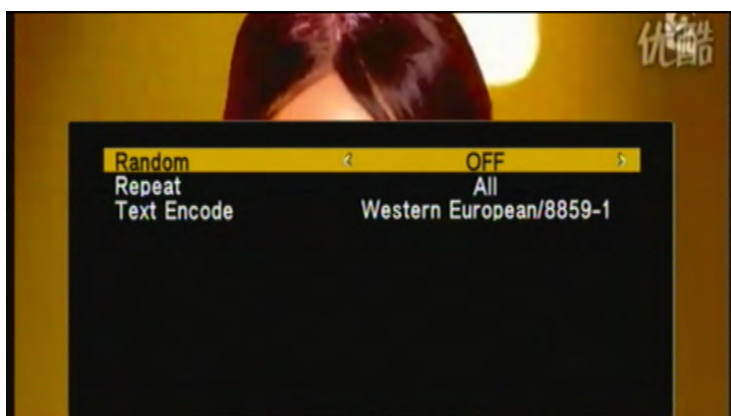 优酷
Random < OFF >
Repeat All
Text Encode Western European/8859-1